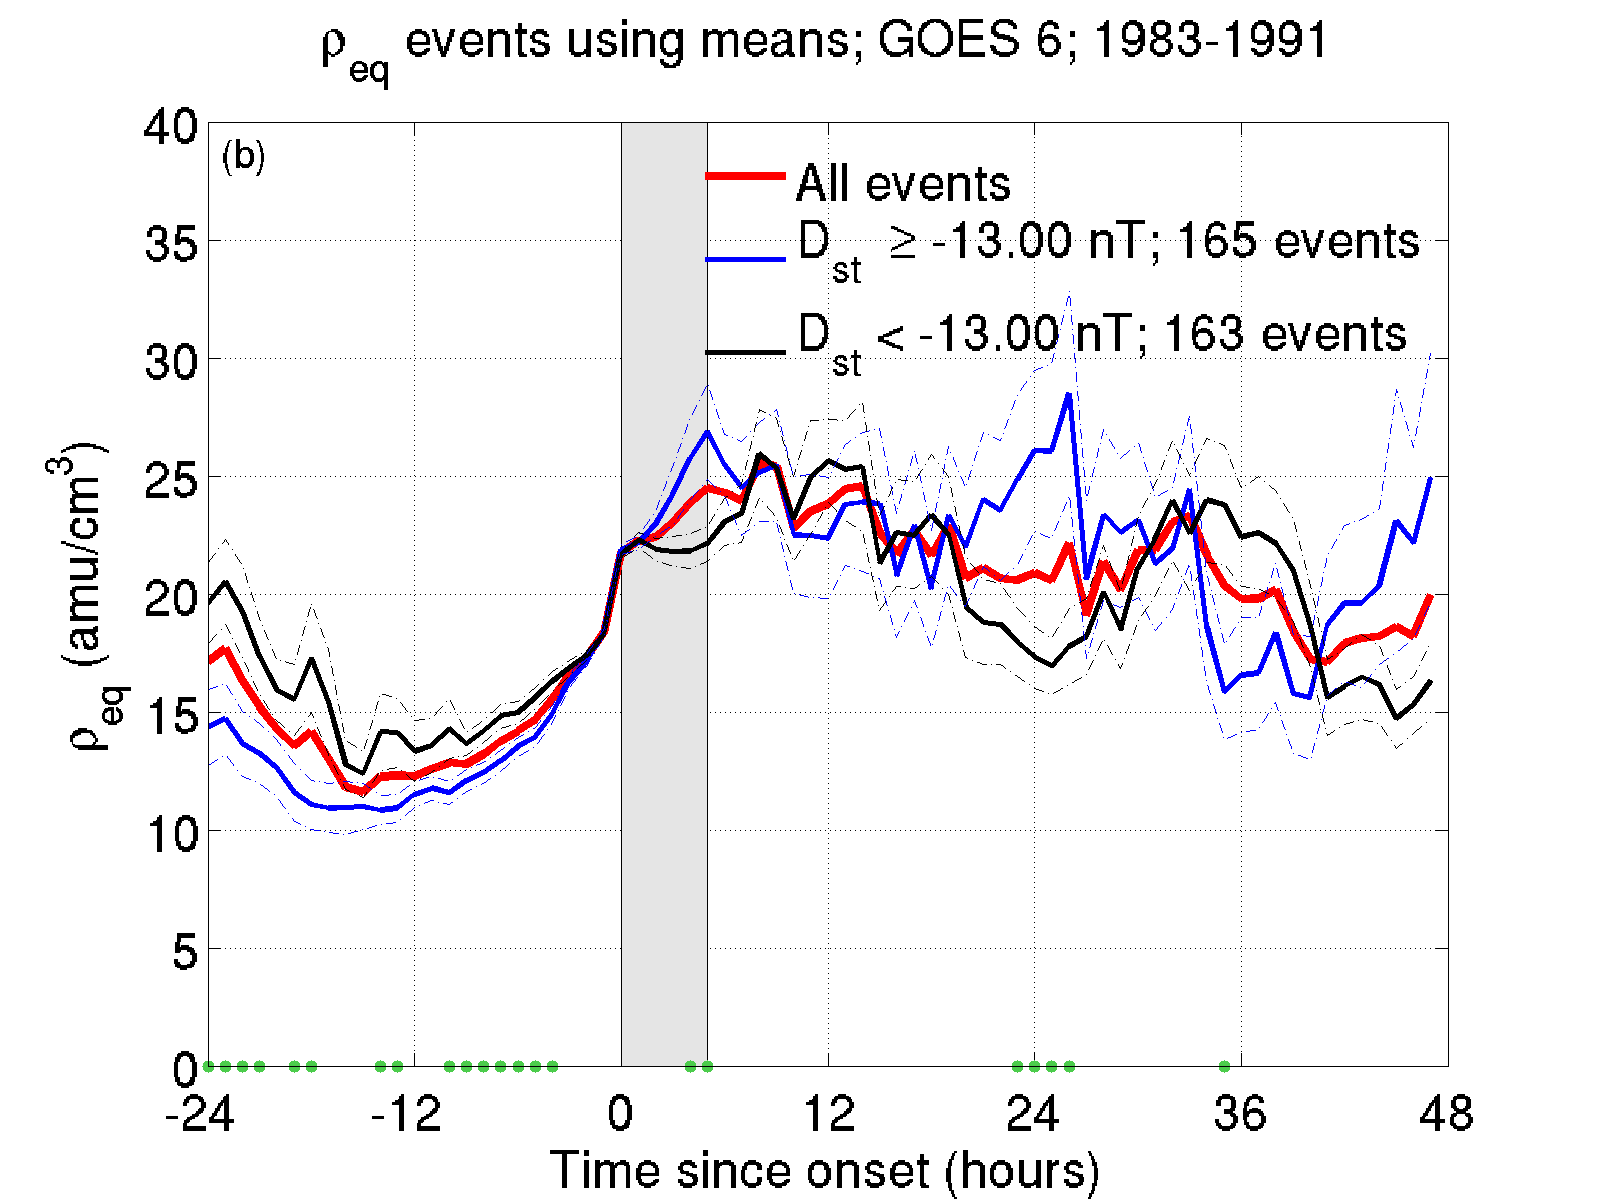 ρeq events using means; GOES 6; 1983-1991
(b)
All events
Dst ≥ -13.00 nT; 165 events
Dst < -13.00 nT; 163 events
40
35
30
25
20
15
10
5
0
ρeq (amu/cm3)
-24 -12 0 12 24 36 48
Time since onset (hours)